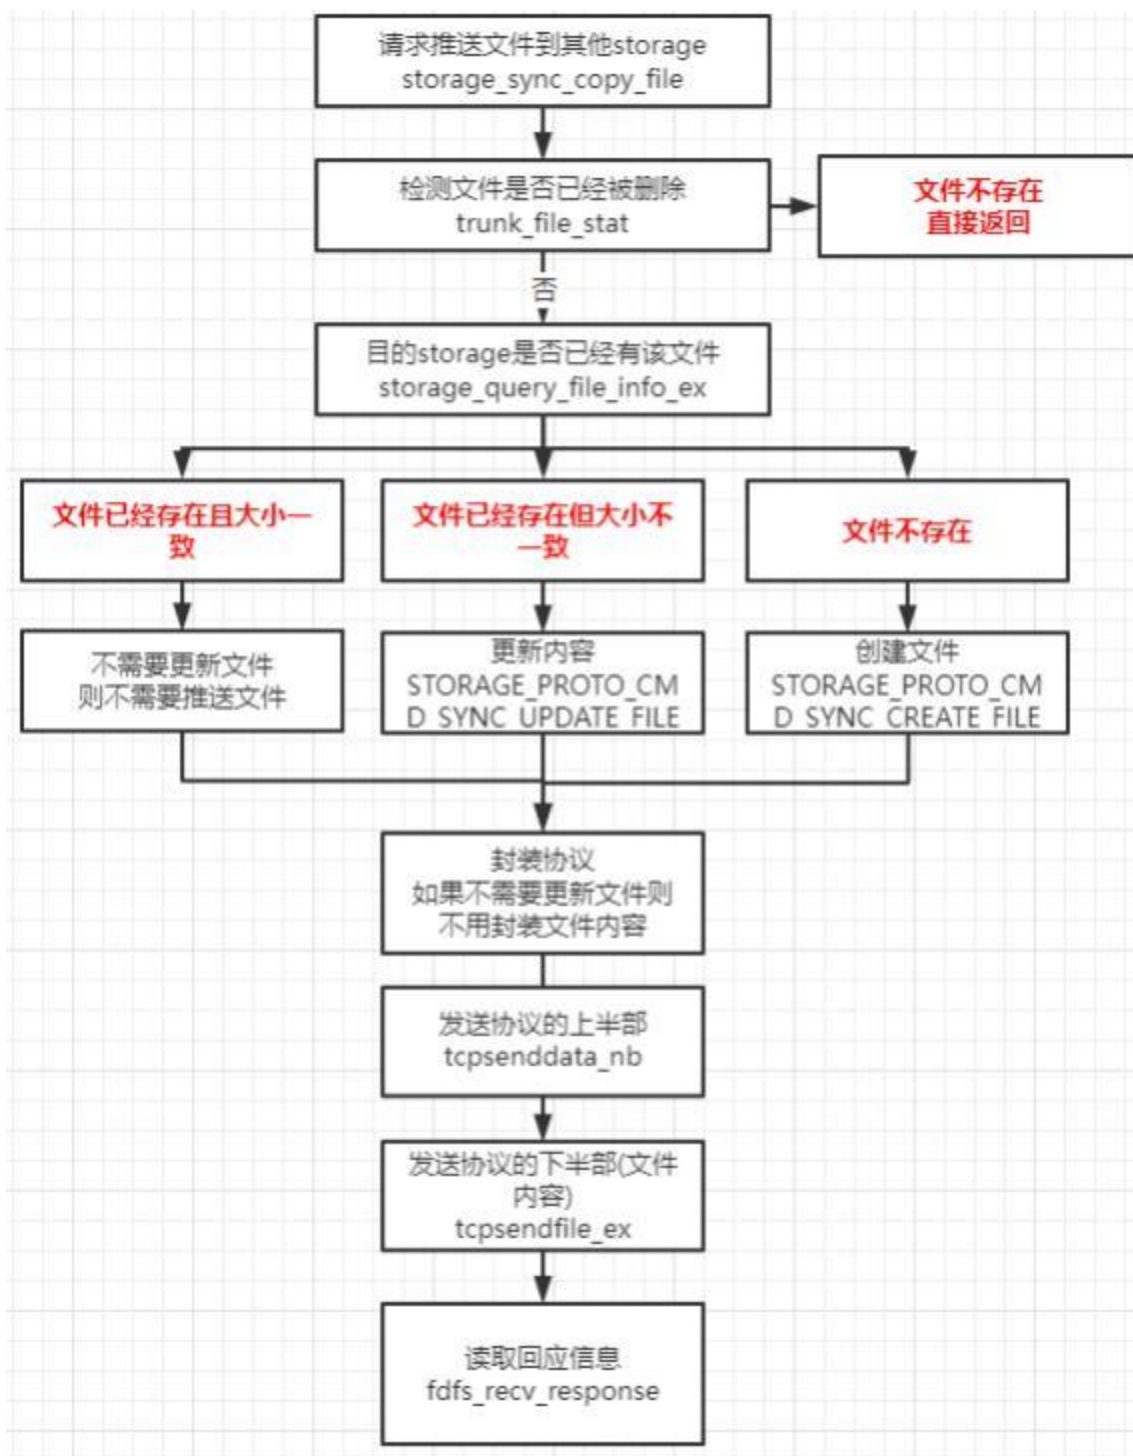 请求推送文件到其他storage
storage_sync_copy_file
检测文件是否已经被删除
trunk_file_stat
文件不存在
直接返回
否
目的storage是否已经有该文件
storage_query_file_info_ex
文件已经存在且大小一
致
文件已经存在但大小不
一致
文件不存在
不需要更新文件
则不需要推送文件
更新内容
STORAGE_PROTO_CM
D_SYNC_UPDATE_FILE
创建文件
STORAGE_PROTO_CM
D_SYNC_CREATE_FILE
封装协议
如果不需要更新文件则
不用封装文件内容
发送协议的上半部
tcpsenddata_nb
发送协议的下半部(文件
内容)
tcpsendfile_ex
读取回应信息
fdfs_recv_response